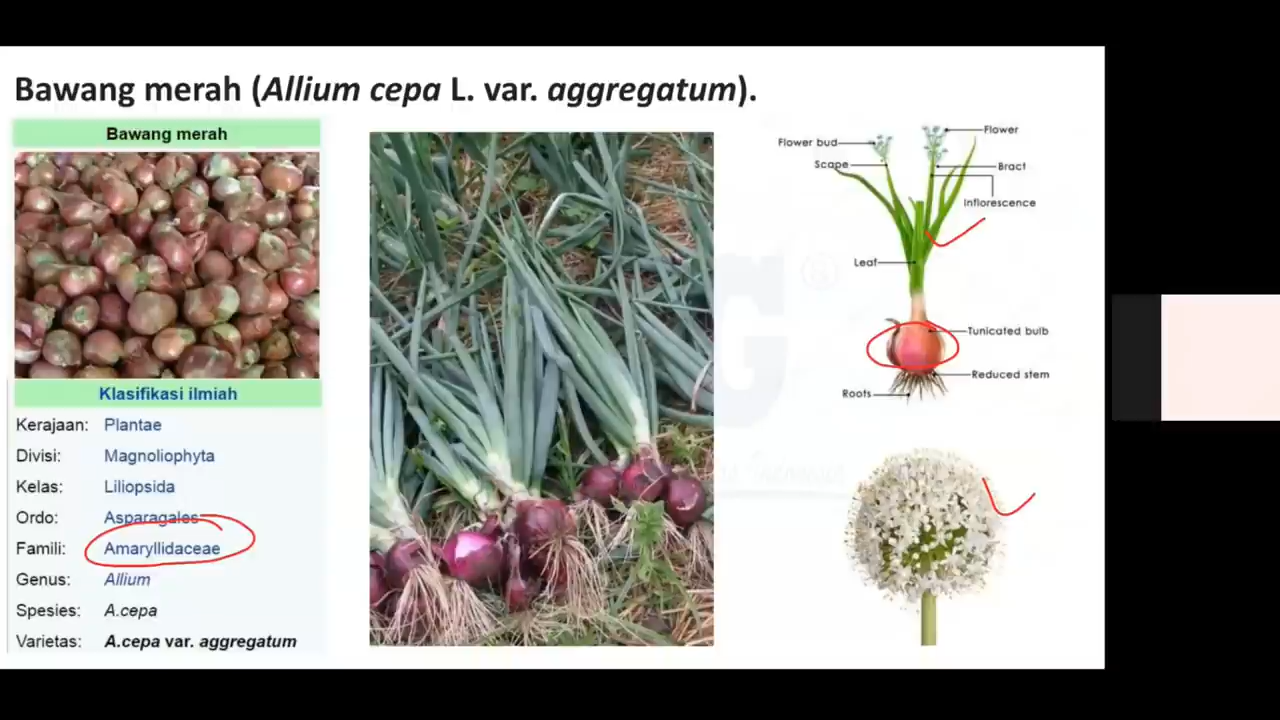 Bawang merah (Allium cepa L. var. aggregatum).
Bawang merah
Klasifikasi ilmiah
Kerajaan: Plantae
Divisi: Magnoliophyta
Kelas: Liliopsida
Ordo: Asparagales
Famili: Amaryllidaceae
Genus: Allium
Spesies: A.cepa
Varietas: A.cepa var. aggregatum
Flower bud
Flower
Scape
Bract
Inflorescence
Leaf
Tunicated bulb
Reduced stem
Roots